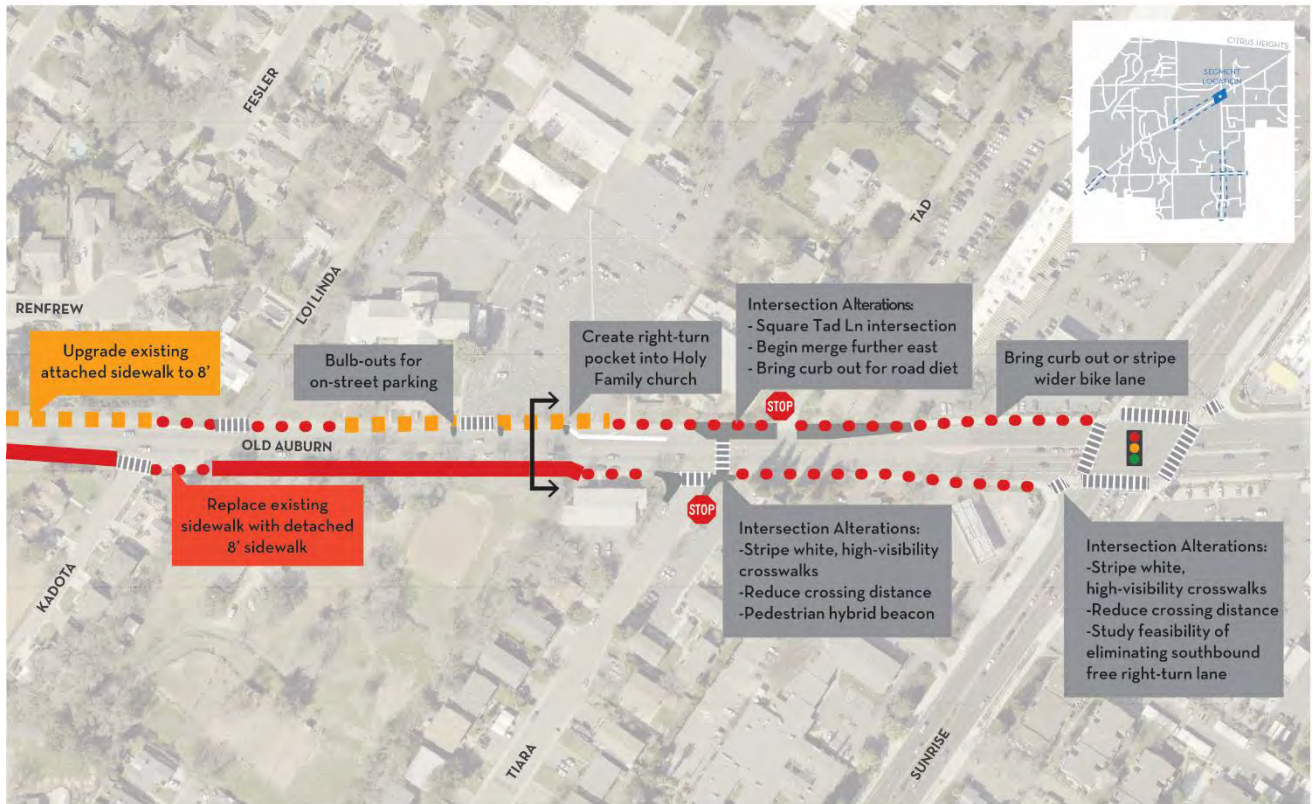 CITRUS HEIGHTS
SEGMENT
LOCATION
FESLER
TAD
LOI LINDA
RENFREW
Upgrade existing
attached sidewalk to 8'
Bulb-outs for
on-street parking
Create right-turn
pocket into Holy
Family church
Intersection Alterations:
- Square Tad Ln intersection
- Begin merge further east
- Bring curb out for road diet
Bring curb out or stripe
wider bike lane
STOP
OLD AUBURN
STOP
Replace existing
sidewalk with detached
8' sidewalk
Intersection Alterations:
-Stripe white, high-visibility
crosswalks
-Reduce crossing distance
-Pedestrian hybrid beacon
Intersection Alterations:
-Stripe white,
high-visibility crosswalks
-Reduce crossing distance
-Study feasibility of
eliminating southbound
free right-turn lane
KADOTA
TIARA
SUNRISE